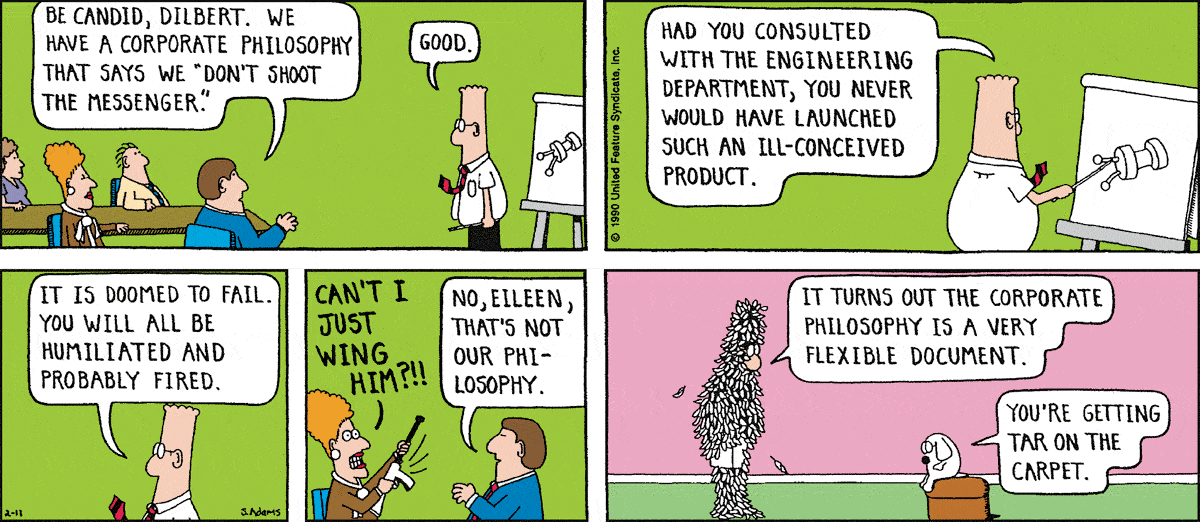 BE CANDID, DILBERT. WE
HAVE A CORPORATE PHILOSOPHY
THAT SAYS WE "DON'T SHOOT
THE MESSENGER."
GOOD.
HAD YOU CONSULTED
WITH THE ENGINEERING
DEPARTMENT, YOU NEVER
WOULD HAVE LAUNCHED
SUCH AN ILL-CONCEIVED
PRODUCT.
© 1990 United Feature Syndicate, Inc.
IT IS DOOMED TO FAIL.
YOU WILL ALL BE
HUMILIATED AND
PROBABLY FIRED.
2-11
S. Adams
CAN'T I
JUST
WING
HIM?!!
NO, EILEEN,
THAT'S NOT
OUR PHI-
LOSOPHY.
IT TURNS OUT THE CORPORATE
PHILOSOPHY IS A VERY
FLEXIBLE DOCUMENT.
YOU'RE GETTING
TAR ON THE
CARPET.